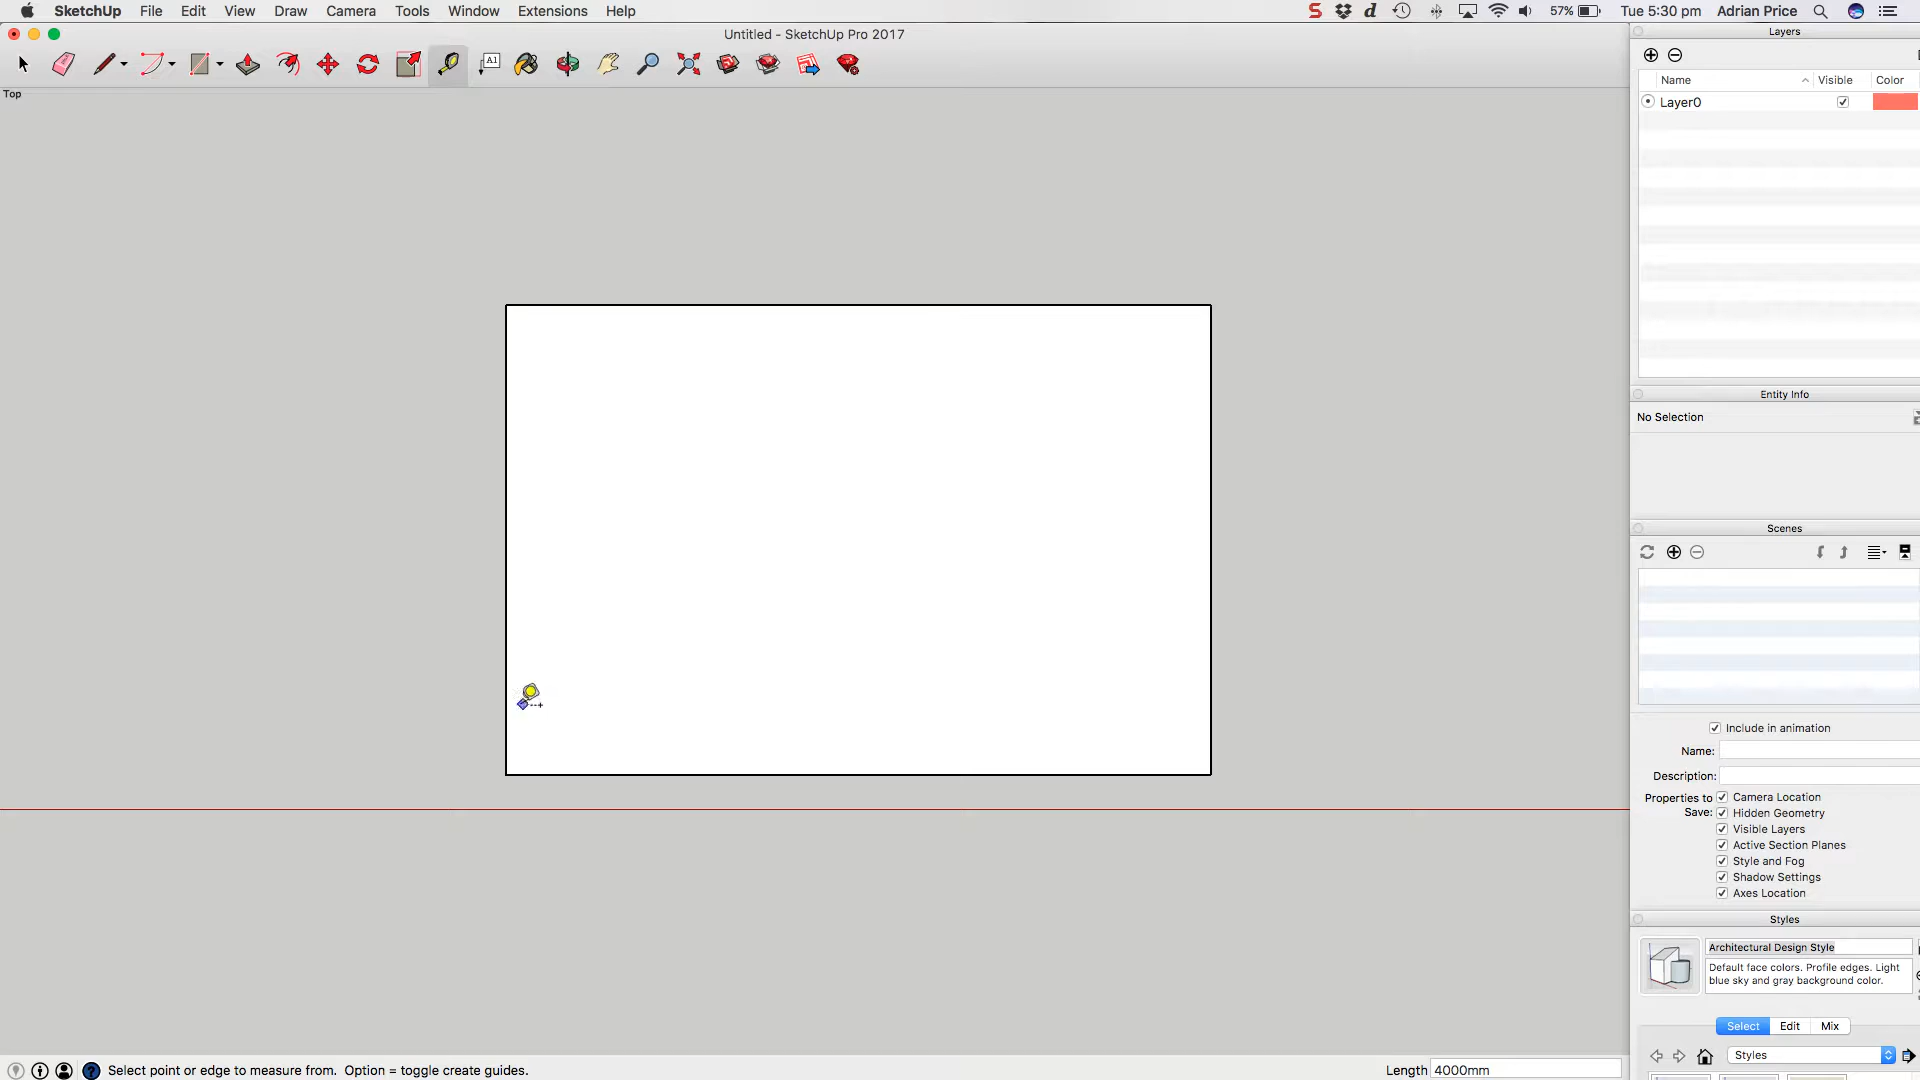 SketchUp File Edit View Draw Camera Tools Window Extensions Help
57% Tue 5:30 pm Adrian Price
Untitled - SketchUp Pro 2017
A1
Top
Layers
Name Visible Color
Layer0
Entity Info
No Selection
Scenes
Include in animation
Name:
Description:
Properties to Save:
Camera Location
Hidden Geometry
Visible Layers
Active Section Planes
Style and Fog
Shadow Settings
Axes Location
Styles
Architectural Design Style
Default face colors. Profile edges. Light
blue sky and gray background color.
Select Edit Mix
Styles
Select point or edge to measure from. Option = toggle create guides.
Length 4000mm